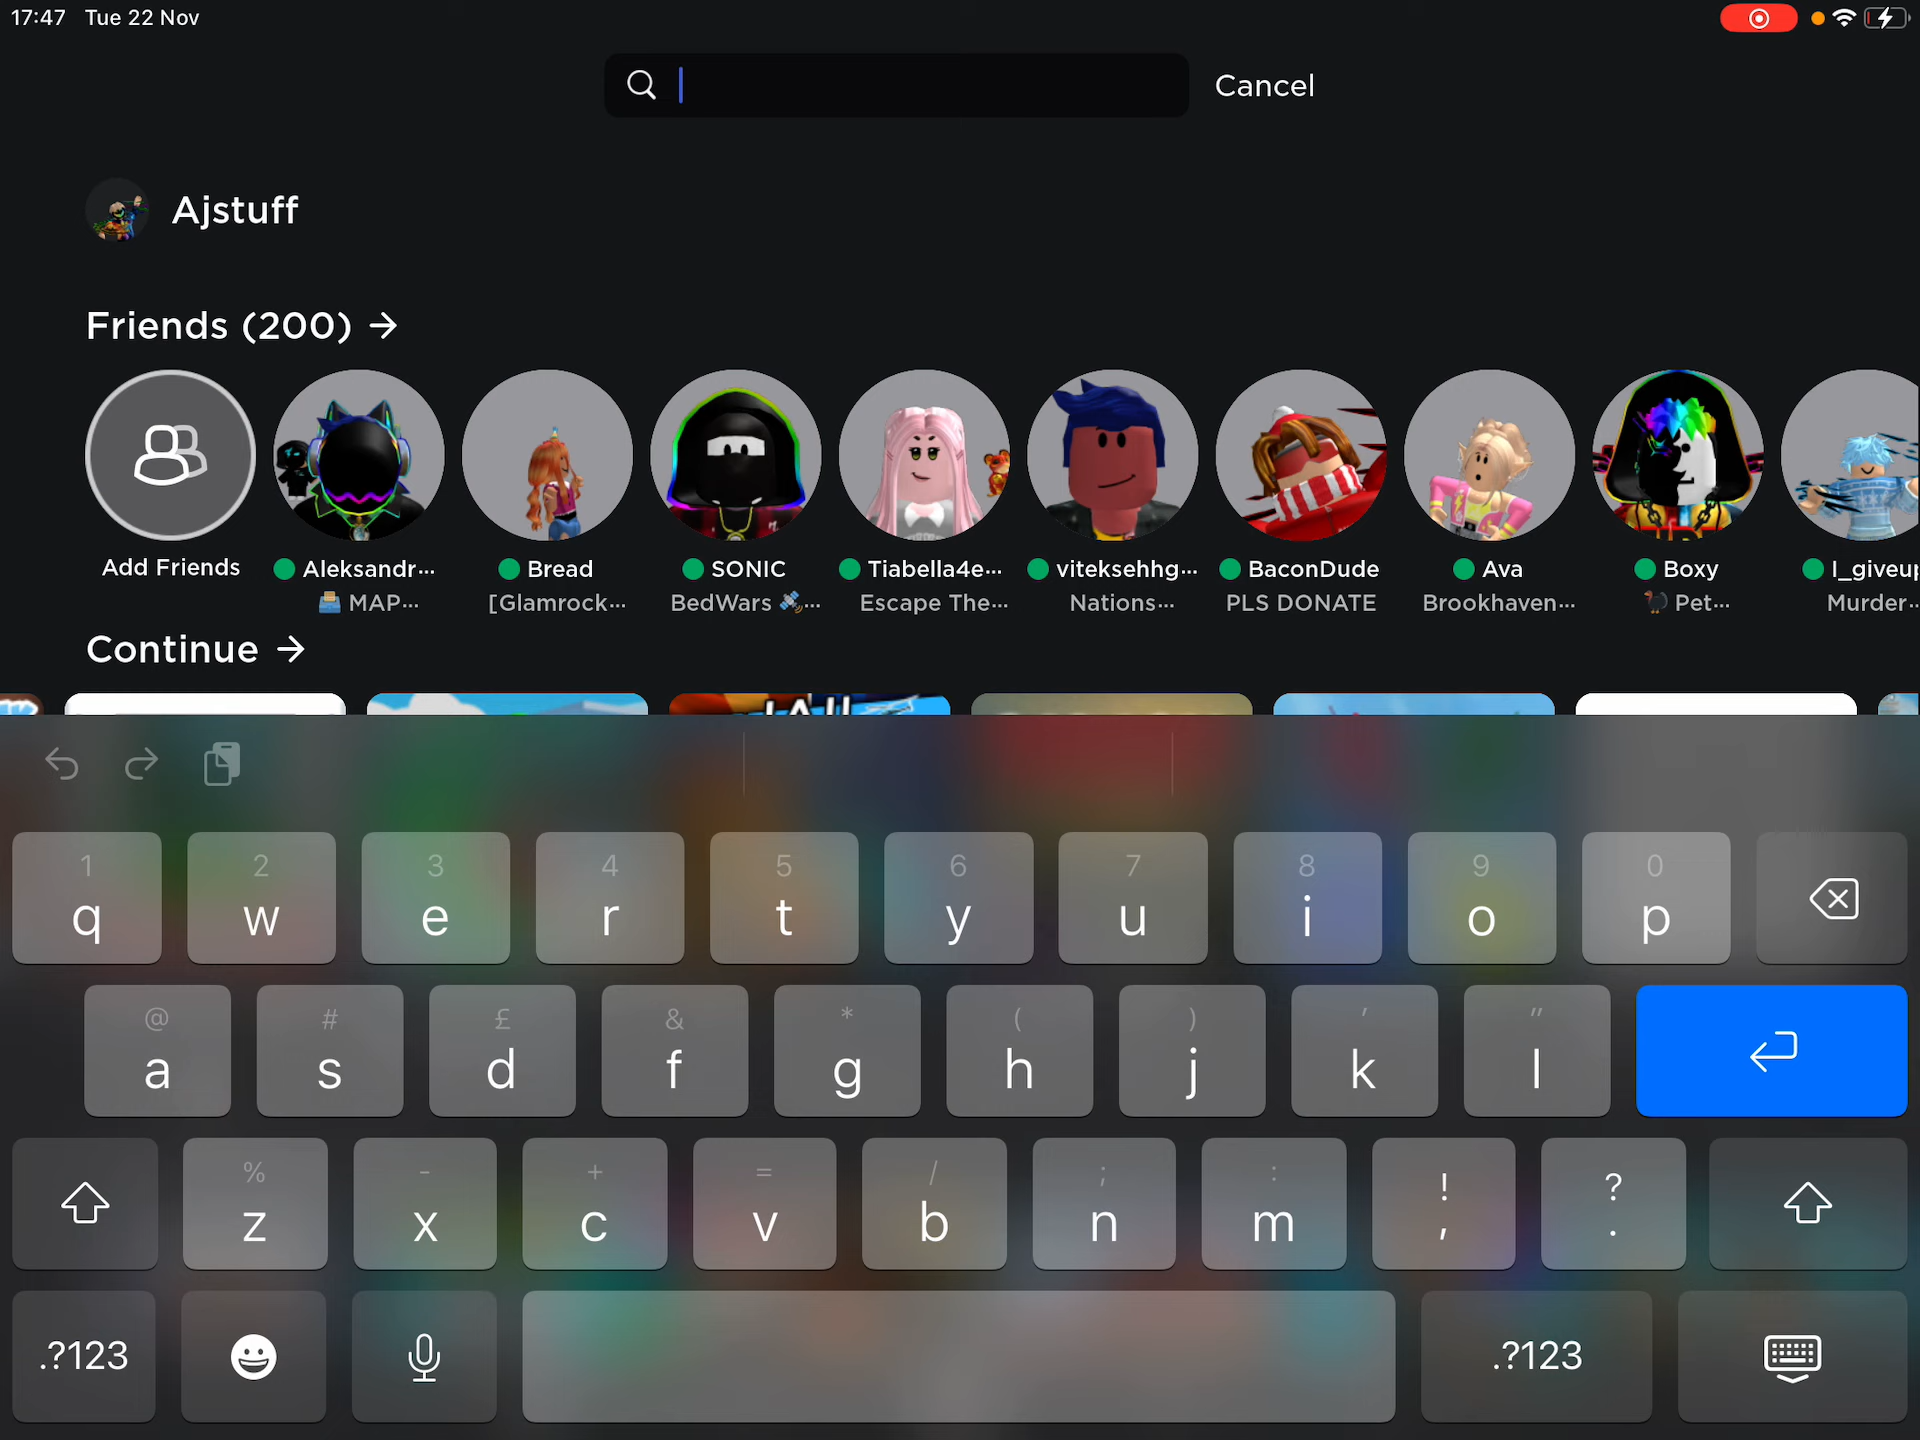 17:47 Tue 22 Nov
Cancel
Ajstuff
Friends (200) →
Add Friends
Aleksandr...
MAP...
Bread
[Glamrock...
SONIC
BedWars 🛰️...
Tiabella4e...
Escape The...
viteksehhg...
Nations...
BaconDude
PLS DONATE
Ava
Brookhaven...
Boxy
🦃 Pet...
I_giveup
Murder...
Continue →
1 2 3 4 5 6 7 8 9 0
q w e r t y u i o p
@ # £ & * ( ) ' "
a s d f g h j k l
% - + = / ; : ! ?
z x c v b n m , .
.?123 .?123